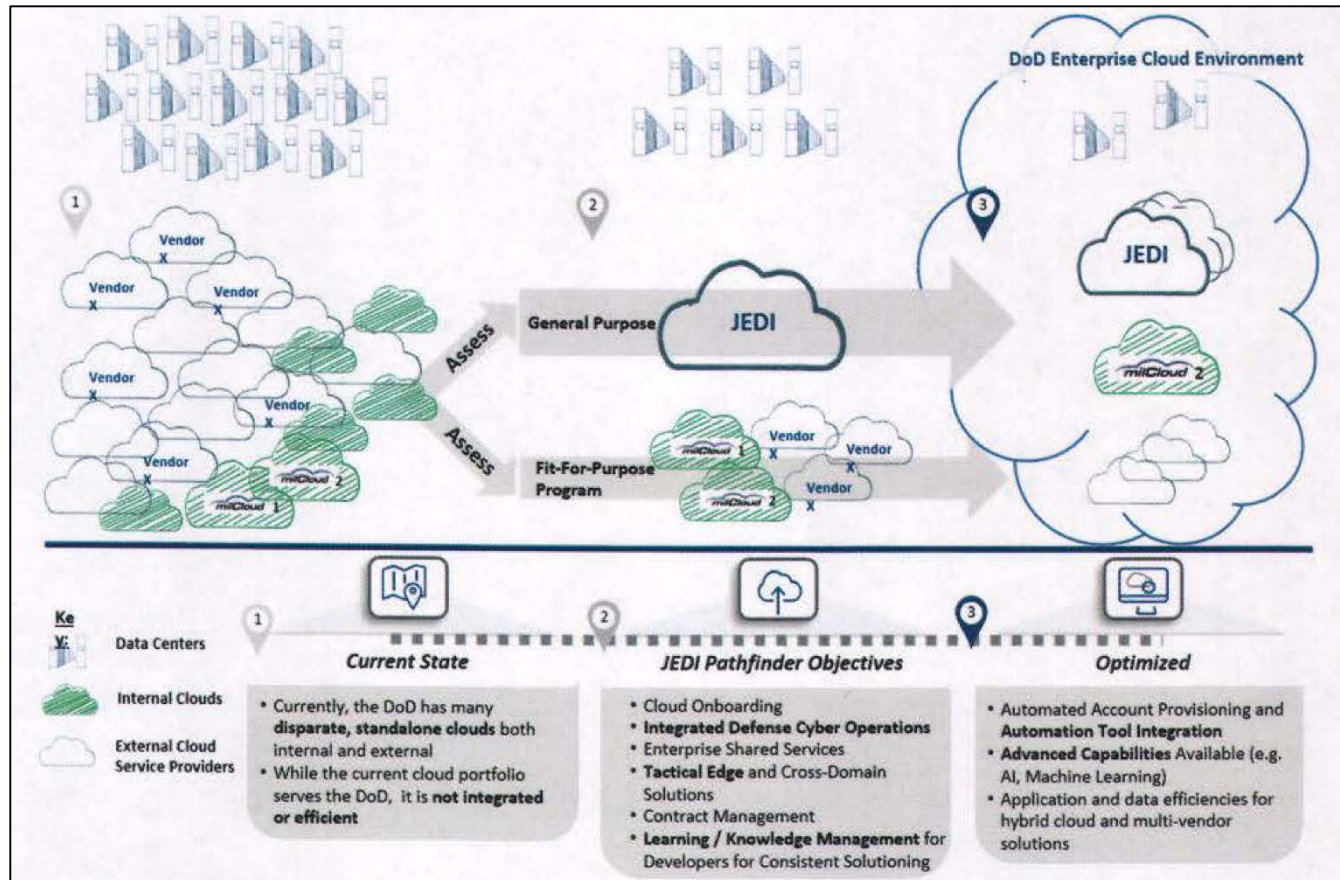 DoD Enterprise Cloud Environment
1
2
3
Vendor
X
Vendor
X
Vendor
X
Vendor
X
Vendor
X
Vendor
X
milCloud 2
milCloud 1
Assess
Assess
General Purpose
JEDI
Fit-For-Purpose
Program
milCloud 1
milCloud 2
Vendor
X
Vendor
X
Vendor
X
JEDI
milCloud 2
Ke
y:
Data Centers
Internal Clouds
External Cloud
Service Providers
1
Current State
• Currently, the DoD has many
disparate, standalone clouds both
internal and external
• While the current cloud portfolio
serves the DoD, it is not integrated
or efficient
2
JEDI Pathfinder Objectives
• Cloud Onboarding
• Integrated Defense Cyber Operations
• Enterprise Shared Services
• Tactical Edge and Cross-Domain
Solutions
• Contract Management
• Learning / Knowledge Management for
Developers for Consistent Solutioning
3
Optimized
• Automated Account Provisioning and
Automation Tool Integration
• Advanced Capabilities Available (e.g.
AI, Machine Learning)
• Application and data efficiencies for
hybrid cloud and multi-vendor
solutions